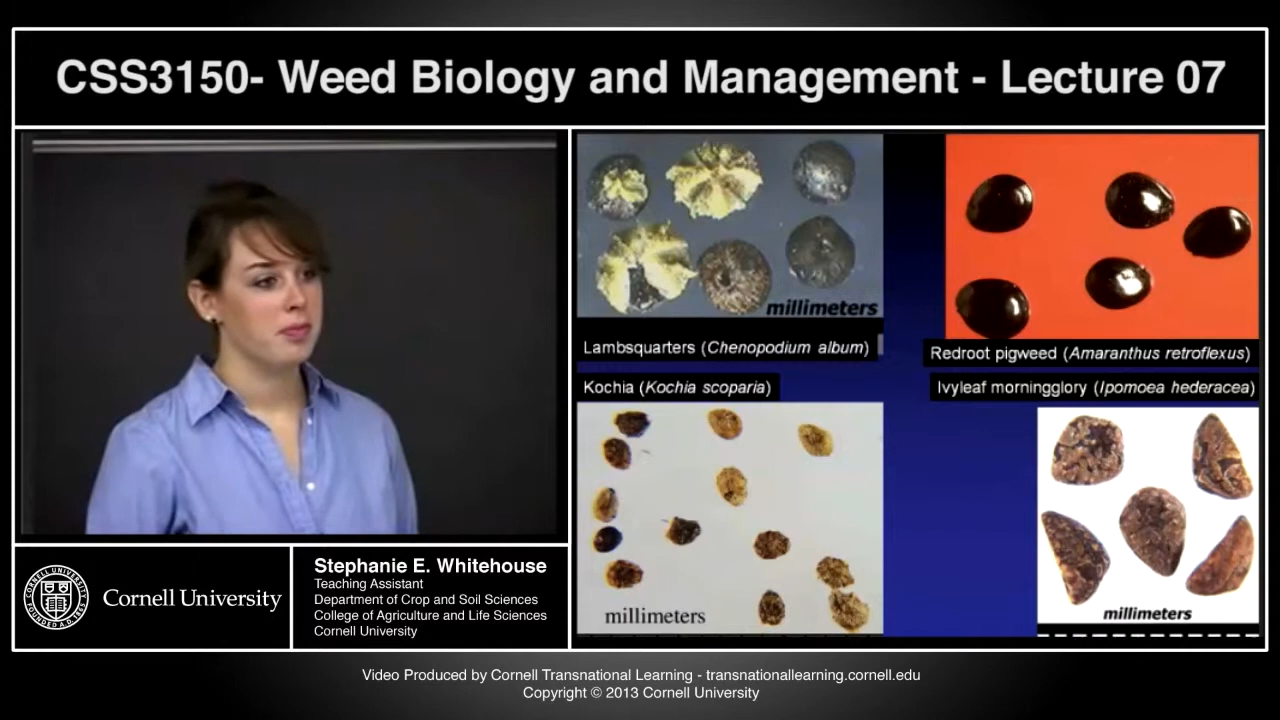 CSS3150- Weed Biology and Management - Lecture 07
millimeters
Lambsquarters (Chenopodium album)
Redroot pigweed (Amaranthus retroflexus)
Kochia (Kochia scoparia)
Ivyleaf morningglory (Ipomoea hederacea)
millimeters
millimeters
CORNELL UNIVERSITY
FOUNDED A.D.
Cornell University
Stephanie E. Whitehouse
Teaching Assistant
Department of Crop and Soil Sciences
College of Agriculture and Life Sciences
Cornell University
Video Produced by Cornell Transnational Learning - transnationallearning.cornell.edu
Copyright © 2013 Cornell University